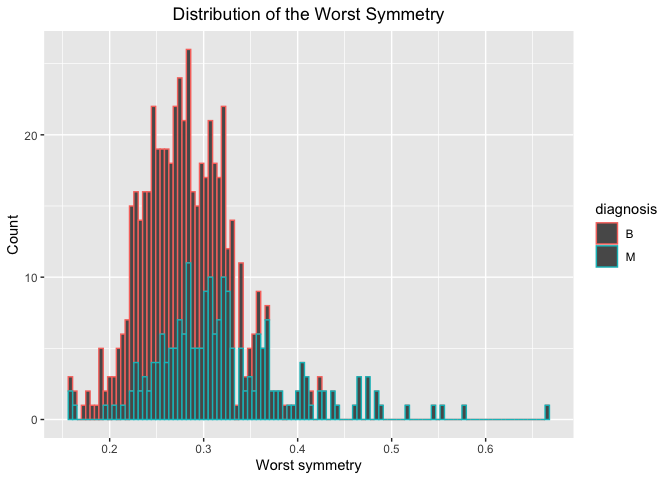 Distribution of the Worst Symmetry
Count
20
10
0
0.2 0.3 0.4 0.5 0.6
Worst symmetry
diagnosis
B
M